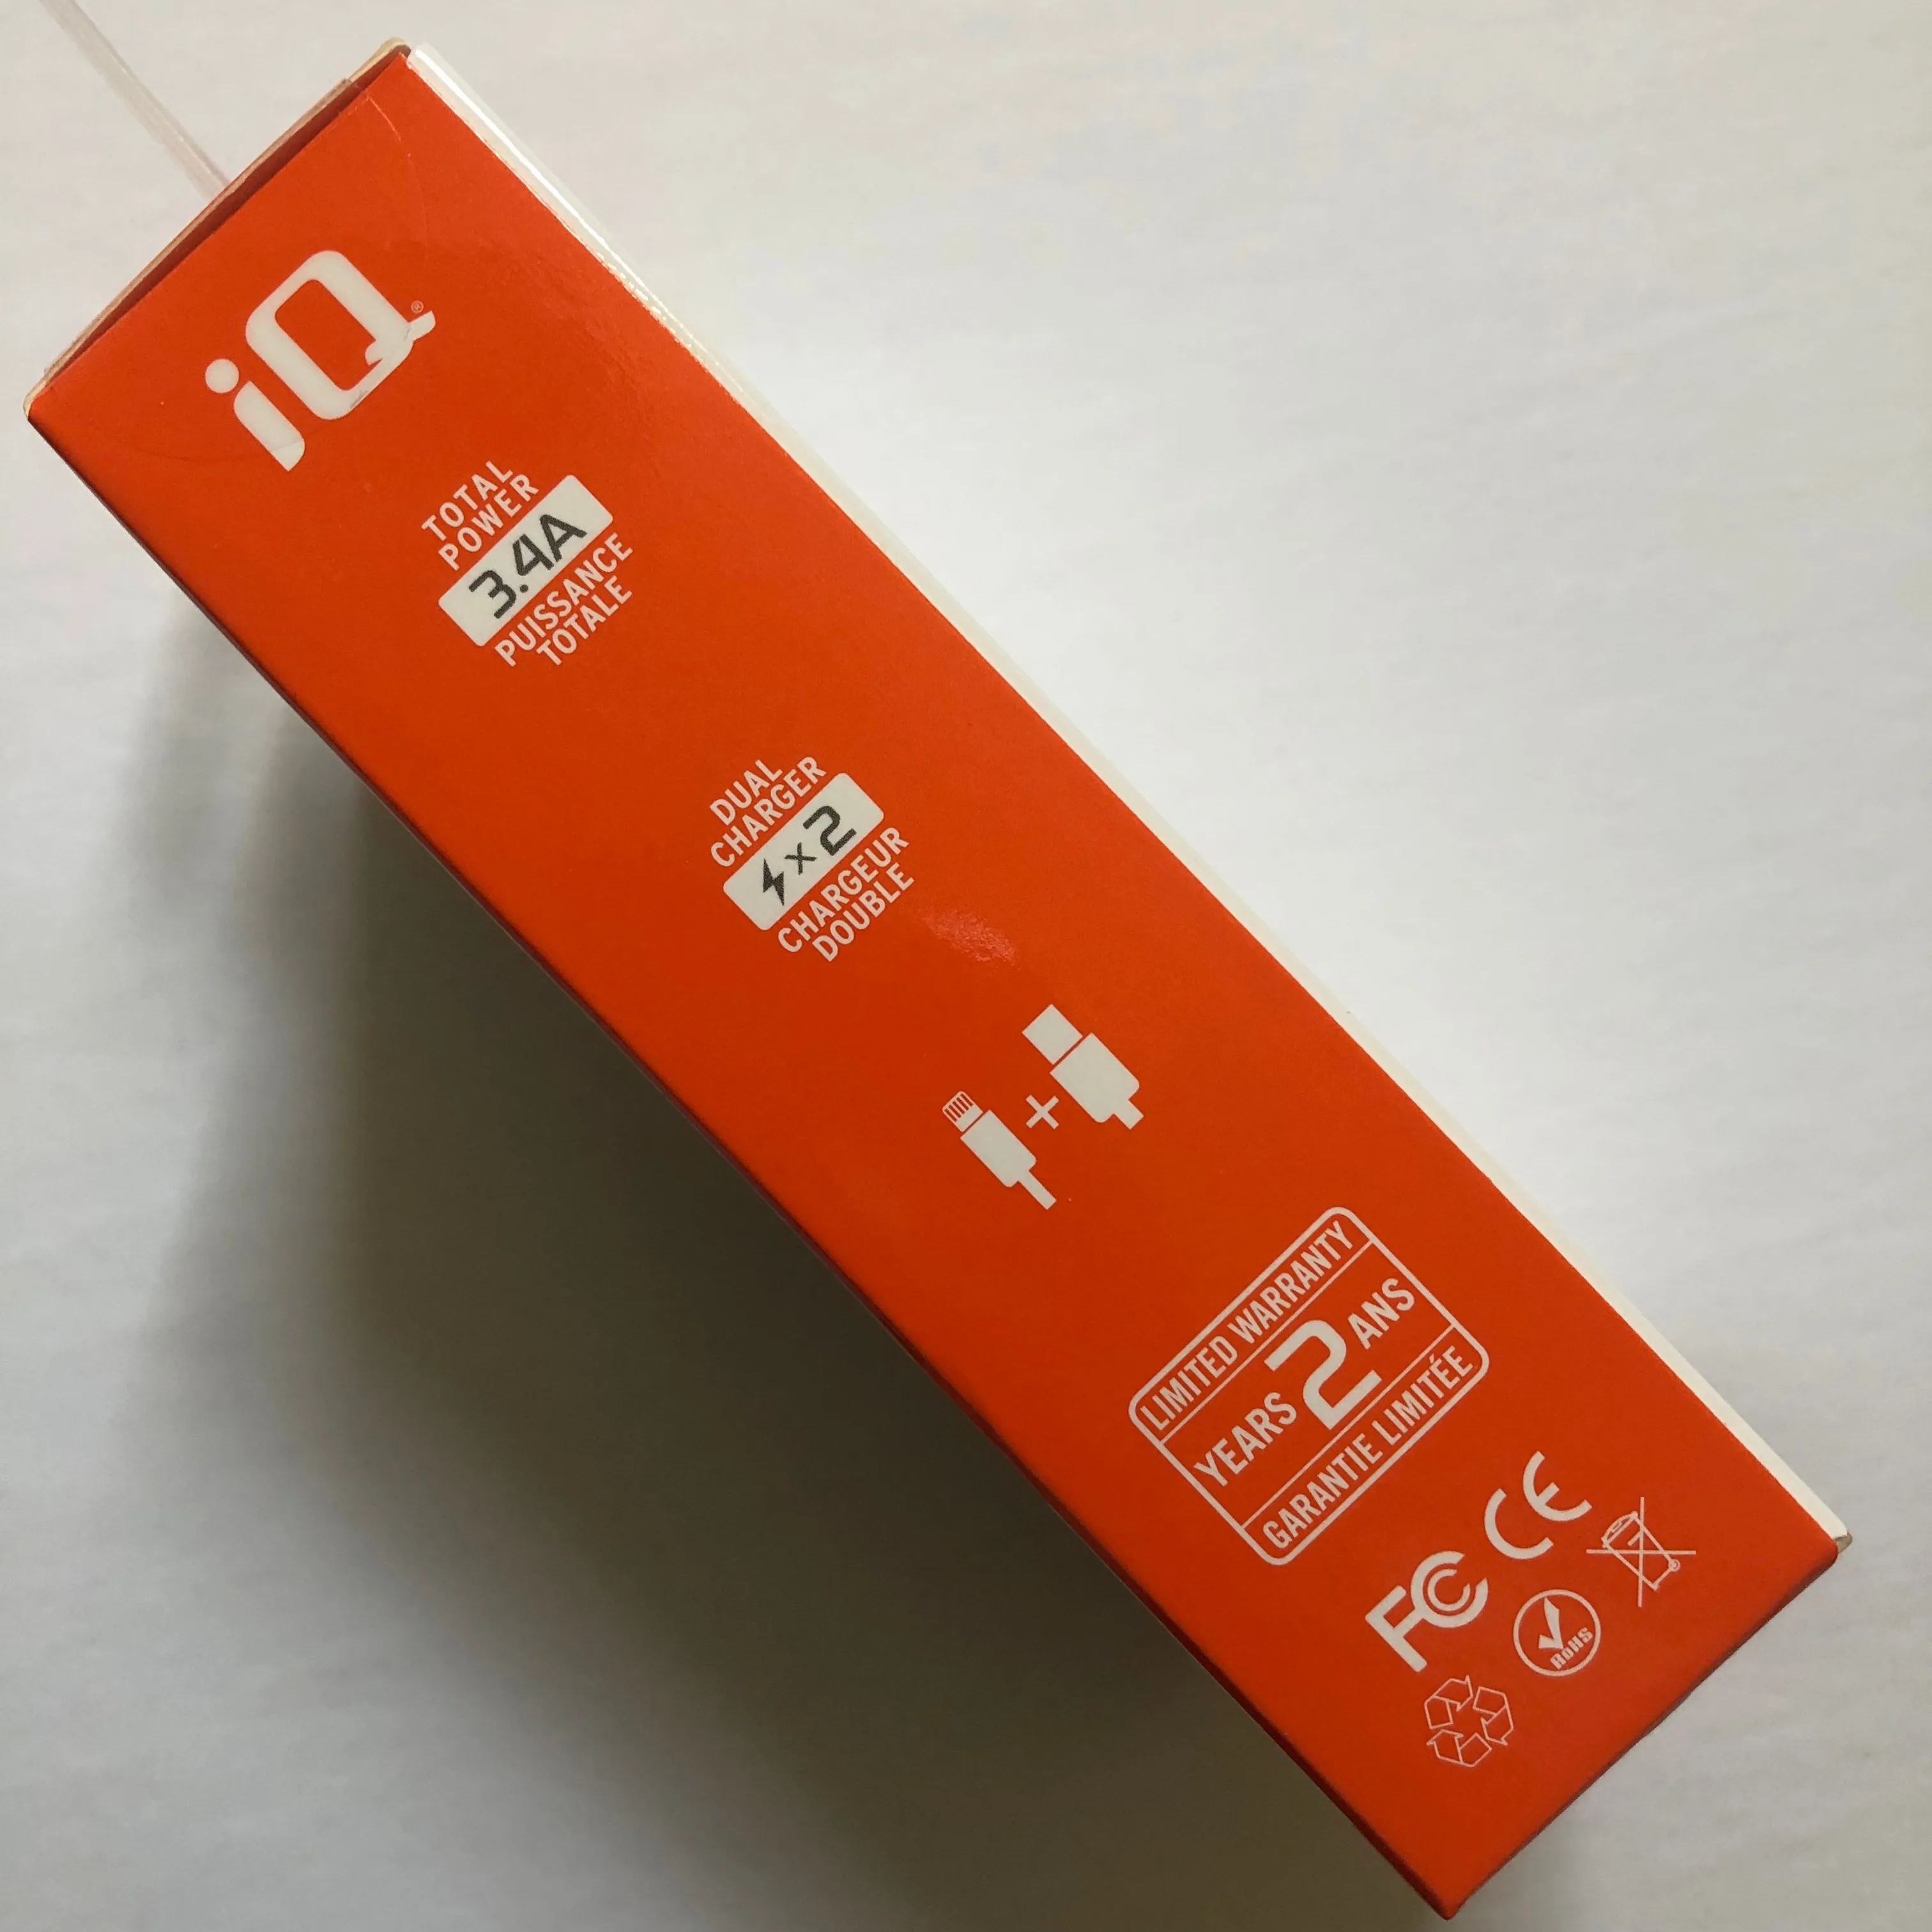 iQ®
TOTAL
POWER
3.4A
PUISSANCE
TOTALE
DUAL
CHARGER
x2
CHARGEUR
DOUBLE
LIMITED WARRANTY
YEARS 2 ANS
GARANTIE LIMITÉE
FC CE
RoHS